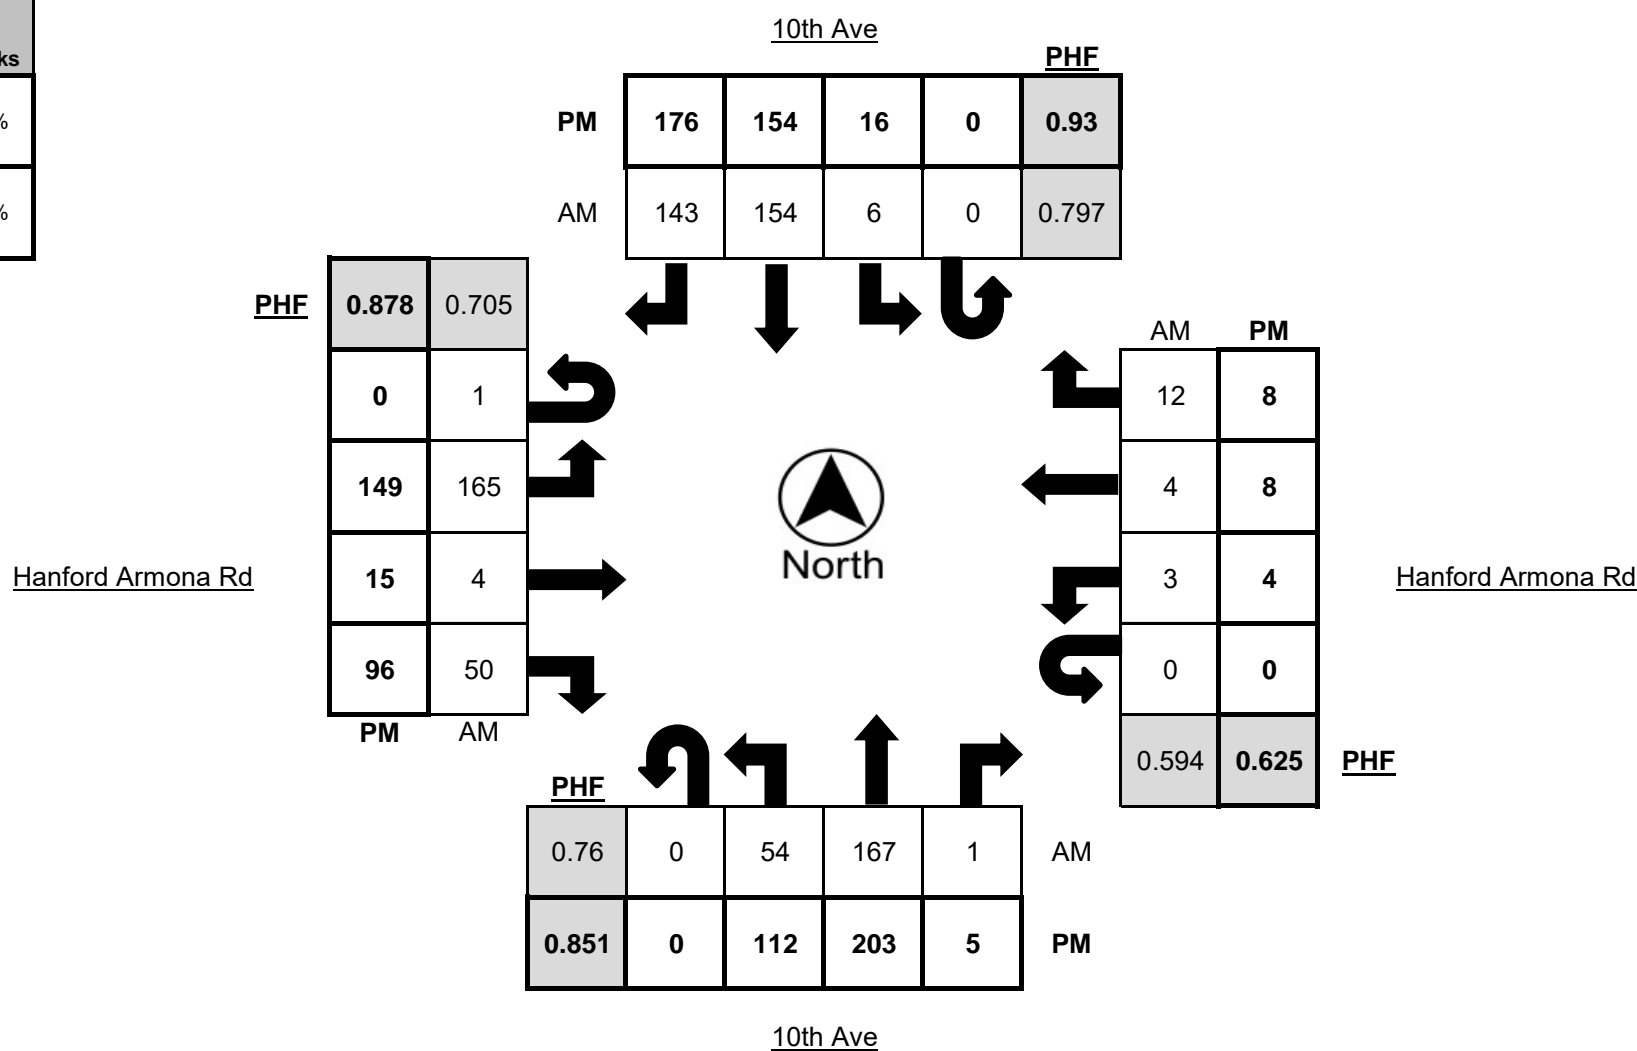 10th Ave
PHF
ks
PM 176 154 16 0 0.93
%
AM 143 154 6 0 0.797
%
PHF 0.878 0.705
AM PM
0 1
12 8
149 165
4 8
North
Hanford Armona Rd
15 4
3 4
Hanford Armona Rd
96 50
0 0
PM AM
0.594 0.625 PHF
PHF
0.76 0 54 167 1 AM
0.851 0 112 203 5 PM
10th Ave